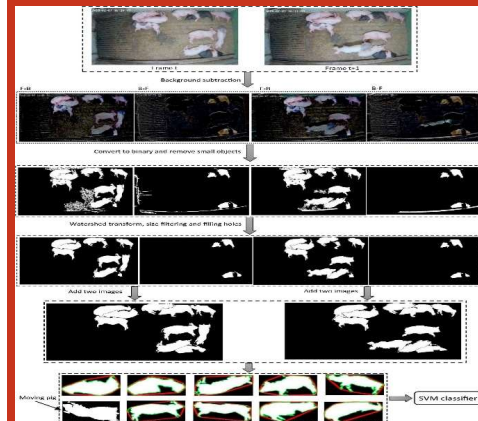 Frame t
Frame t+1
Background subtraction
F-B
B-F
F-B
B-F
Convert to binary and remove small objects
Watershed transform, size filtering and filling holes
Add two images
Add two images
Moving pig
SVM classifier